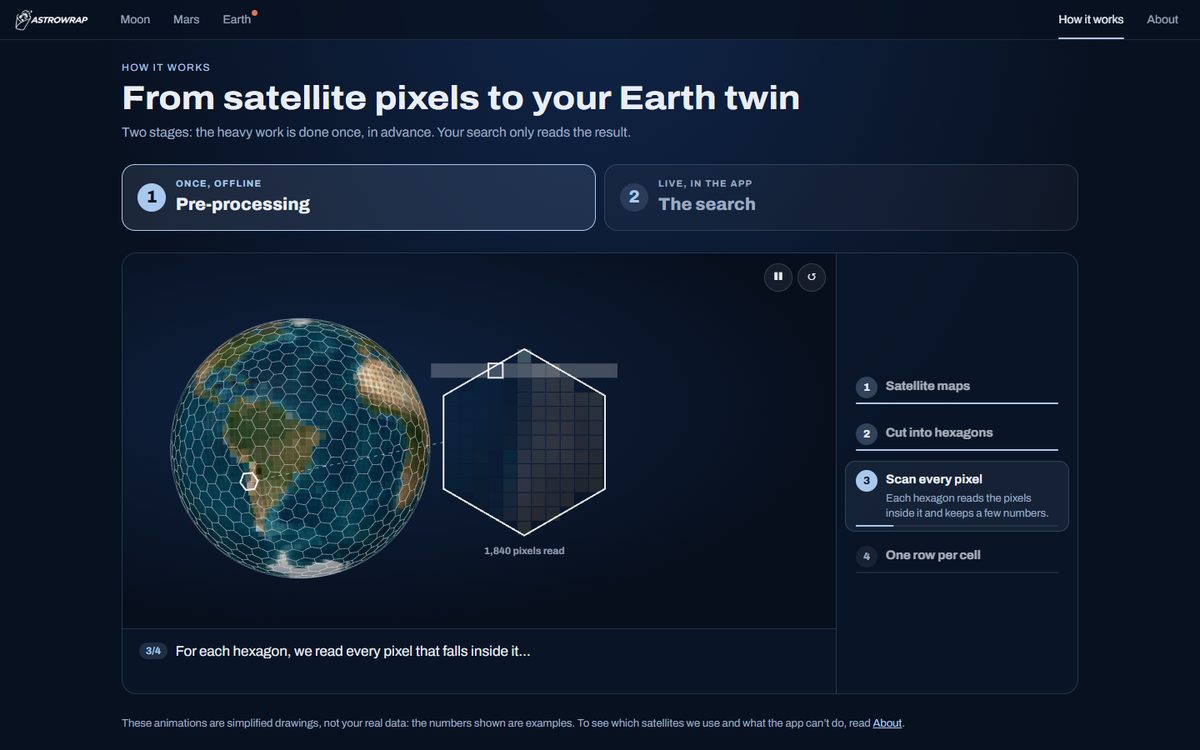 ASTROWRAP
Moon
Mars
Earth
How it works
About
HOW IT WORKS
From satellite pixels to your Earth twin
Two stages: the heavy work is done once, in advance. Your search only reads the result.
1
ONCE, OFFLINE
Pre-processing
2
LIVE, IN THE APP
The search
1,840 pixels read
1
Satellite maps
2
Cut into hexagons
3
Scan every pixel
Each hexagon reads the pixels
inside it and keeps a few numbers.
4
One row per cell
3/4
For each hexagon, we read every pixel that falls inside it…
These animations are simplified drawings, not your real data: the numbers shown are examples. To see which satellites we use and what the app can't do, read About.